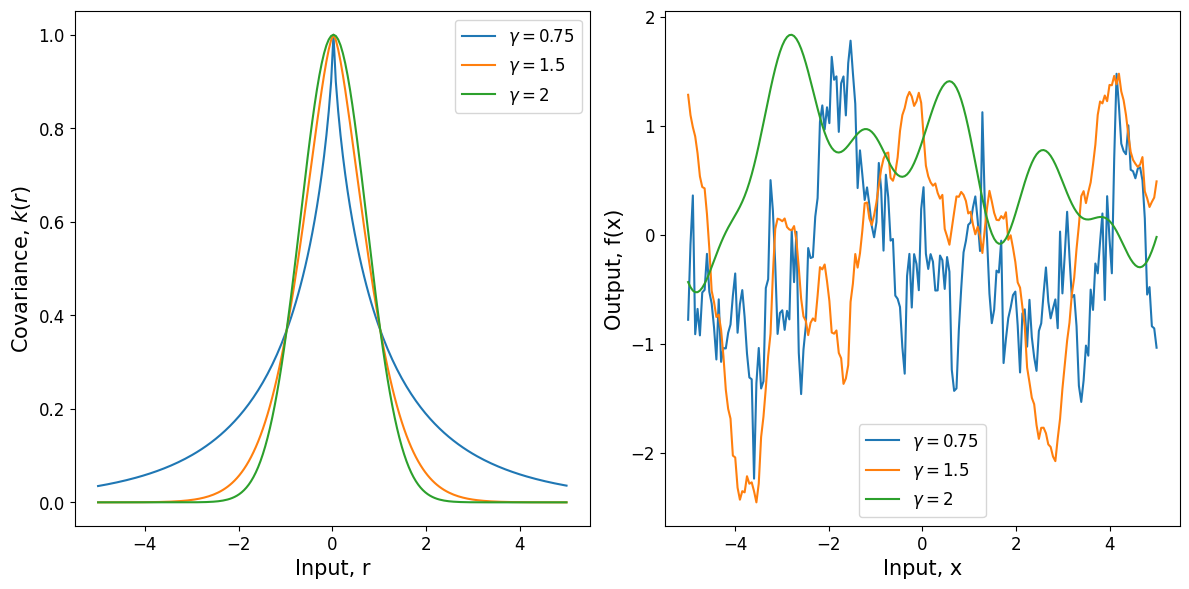 Covariance, k(r)
1.0
0.8
0.6
0.4
0.2
0.0
γ = 0.75
γ = 1.5
γ = 2
−4
−2
0
2
4
Input, r
Output, f(x)
2
1
0
−1
−2
γ = 0.75
γ = 1.5
γ = 2
−4
−2
0
2
4
Input, x